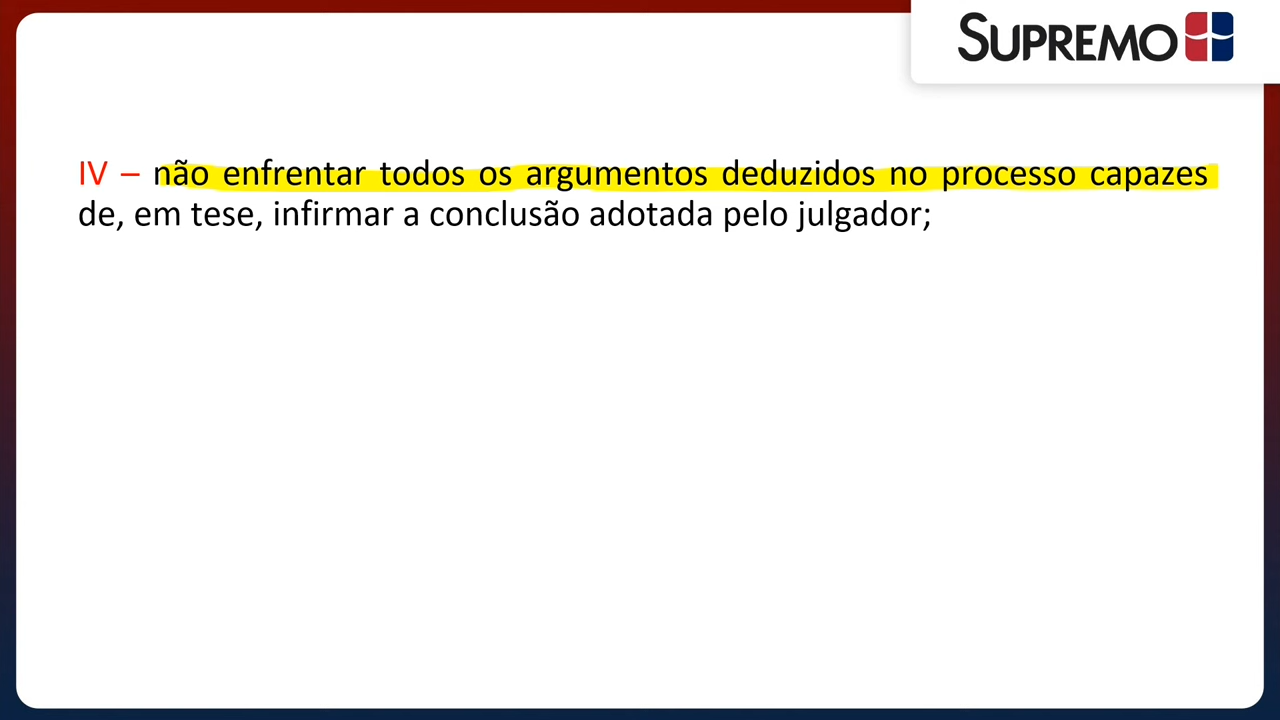 SUPREMO
IV – não enfrentar todos os argumentos deduzidos no processo capazes
de, em tese, infirmar a conclusão adotada pelo julgador;